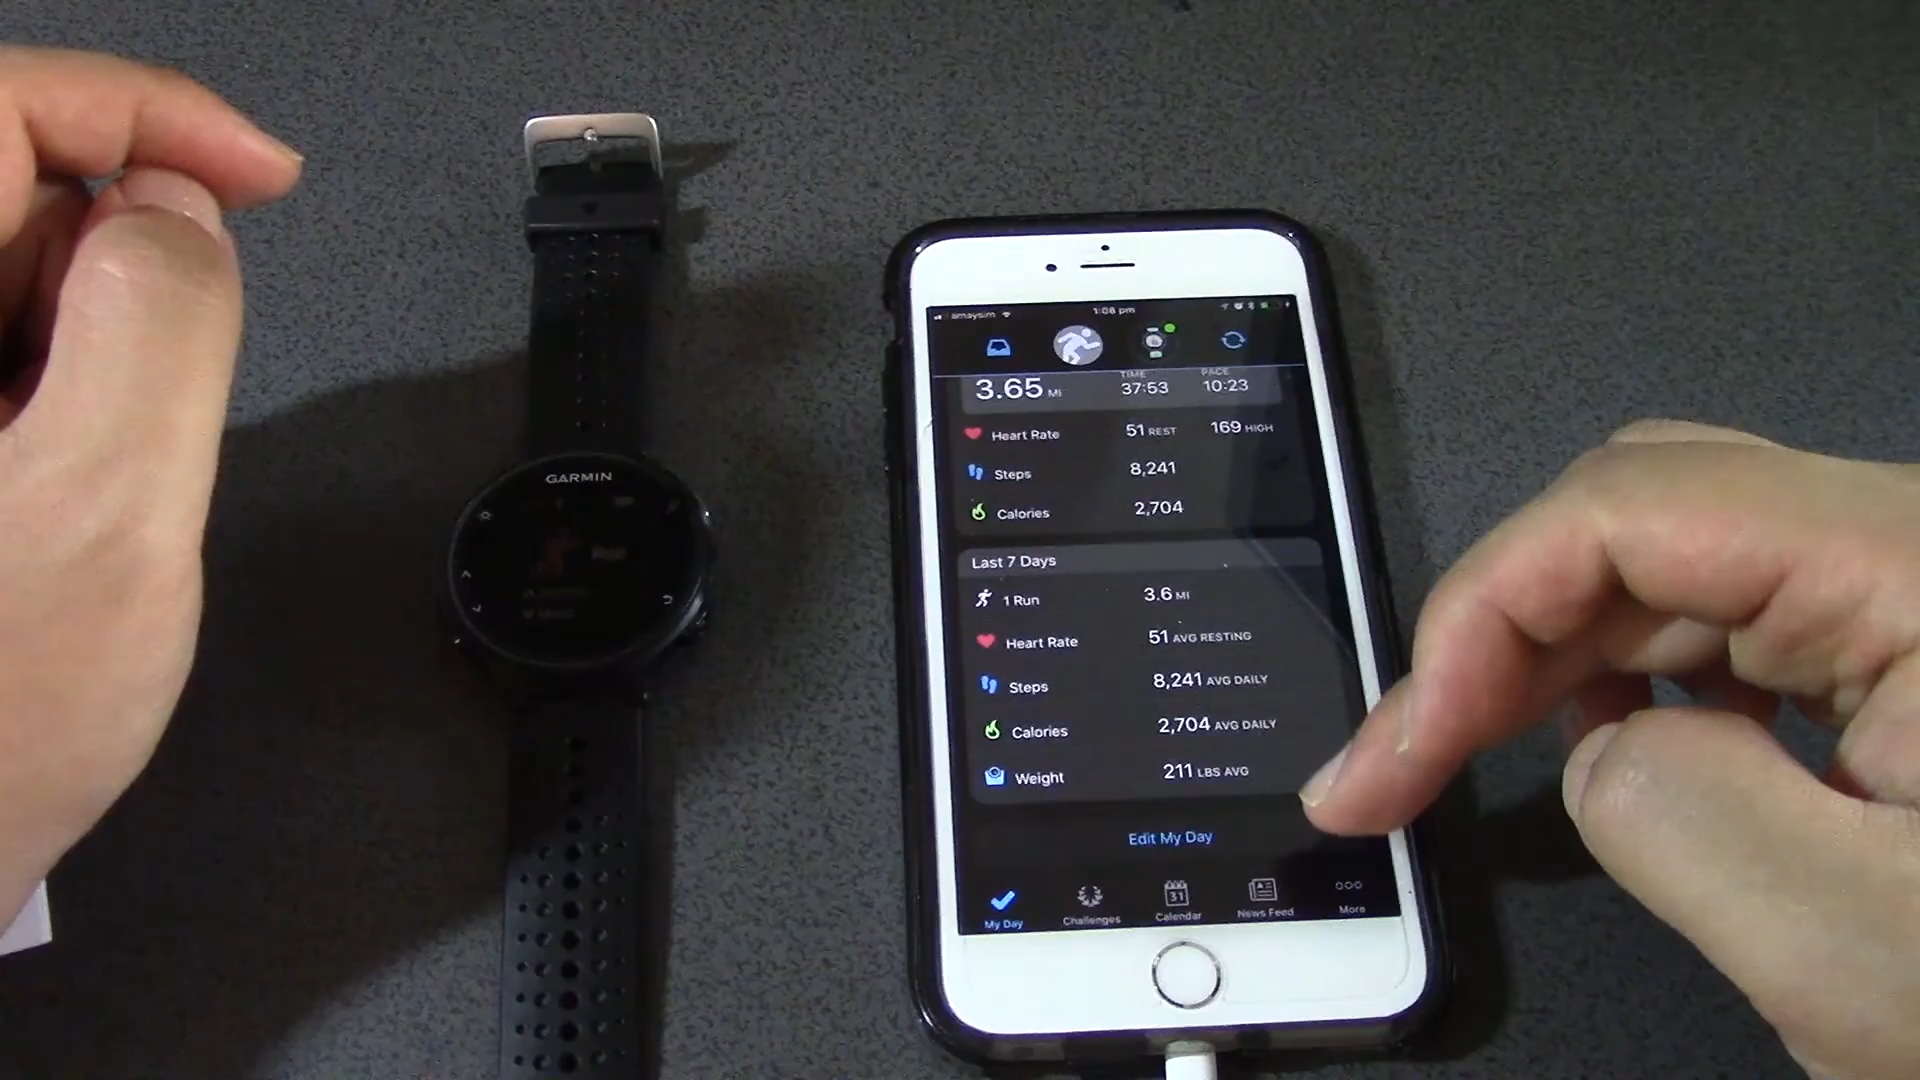 GARMIN
amaysim 1:08 pm
TIME PACE
3.65 MI 37:53 10:23
Heart Rate 51 REST 169 HIGH
Steps 8,241
Calories 2,704
Last 7 Days
1 Run 3.6 MI
Heart Rate 51 AVG RESTING
Steps 8,241 AVG DAILY
Calories 2,704 AVG DAILY
Weight 211 LBS AVG
Edit My Day
31
My Day Challenges Calendar News Feed More